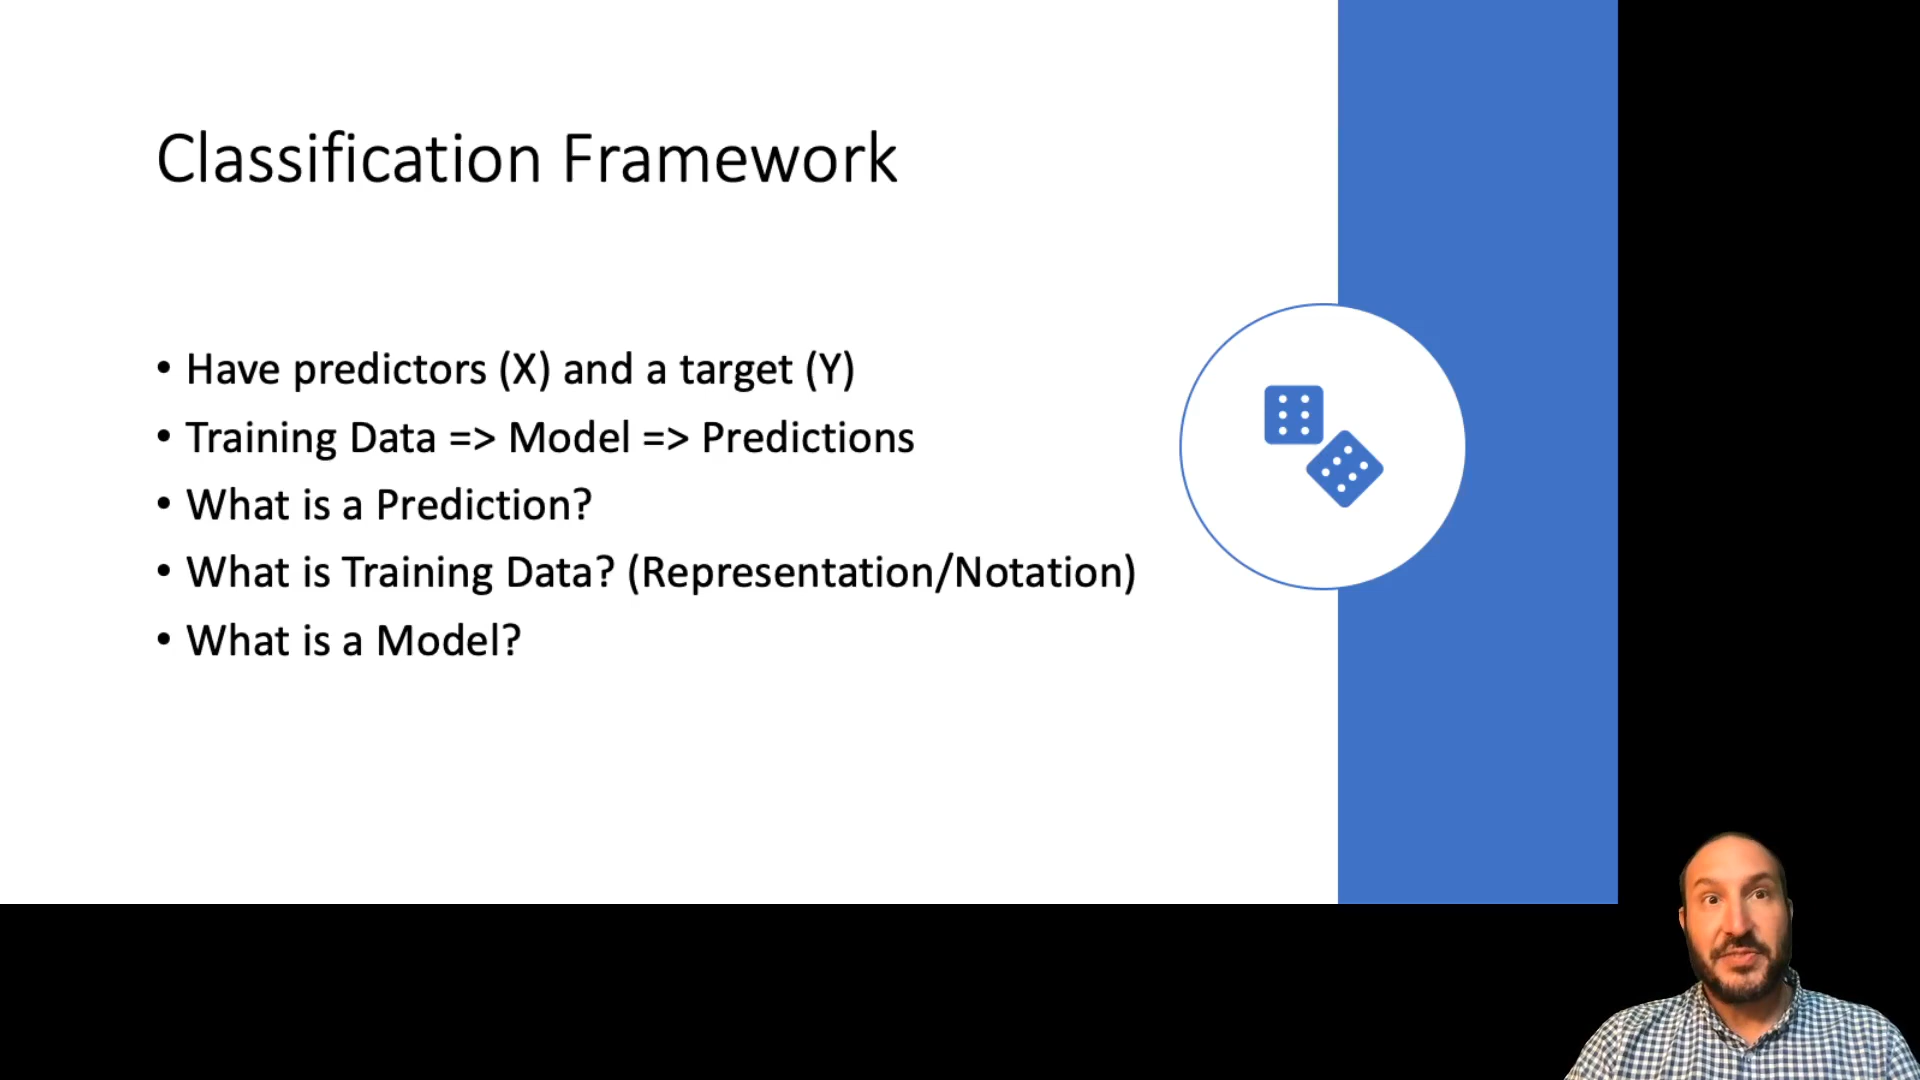 Classification Framework
• Have predictors (X) and a target (Y)
• Training Data => Model => Predictions
• What is a Prediction?
• What is Training Data? (Representation/Notation)
• What is a Model?